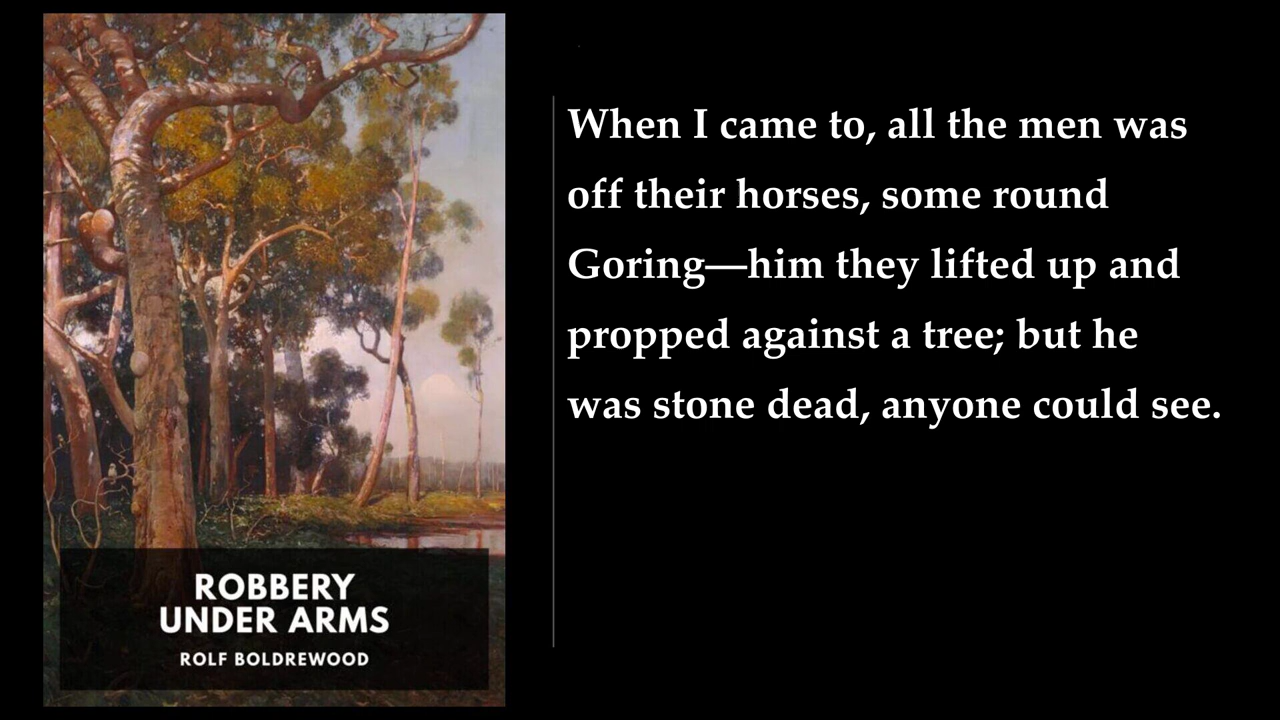 When I came to, all the men was
off their horses, some round
Goring—him they lifted up and
propped against a tree; but he
was stone dead, anyone could see.
ROBBERY
UNDER ARMS
ROLF BOLDREWOOD